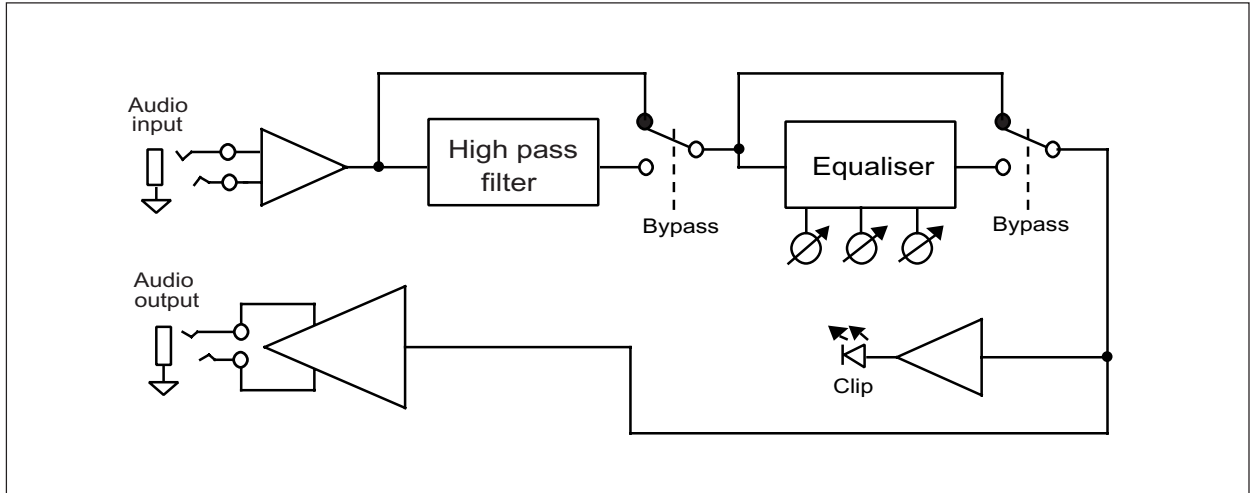 Audio
input
High pass
filter
Bypass
Equaliser
Bypass
Audio
output
Clip